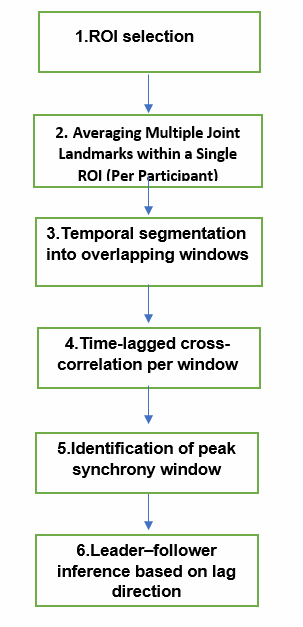 1.ROI selection
2. Averaging Multiple Joint
Landmarks within a Single
ROI (Per Participant)
3.Temporal segmentation
into overlapping windows
4.Time-lagged cross-
correlation per window
5.Identification of peak
synchrony window
6.Leader–follower
inference based on lag
direction